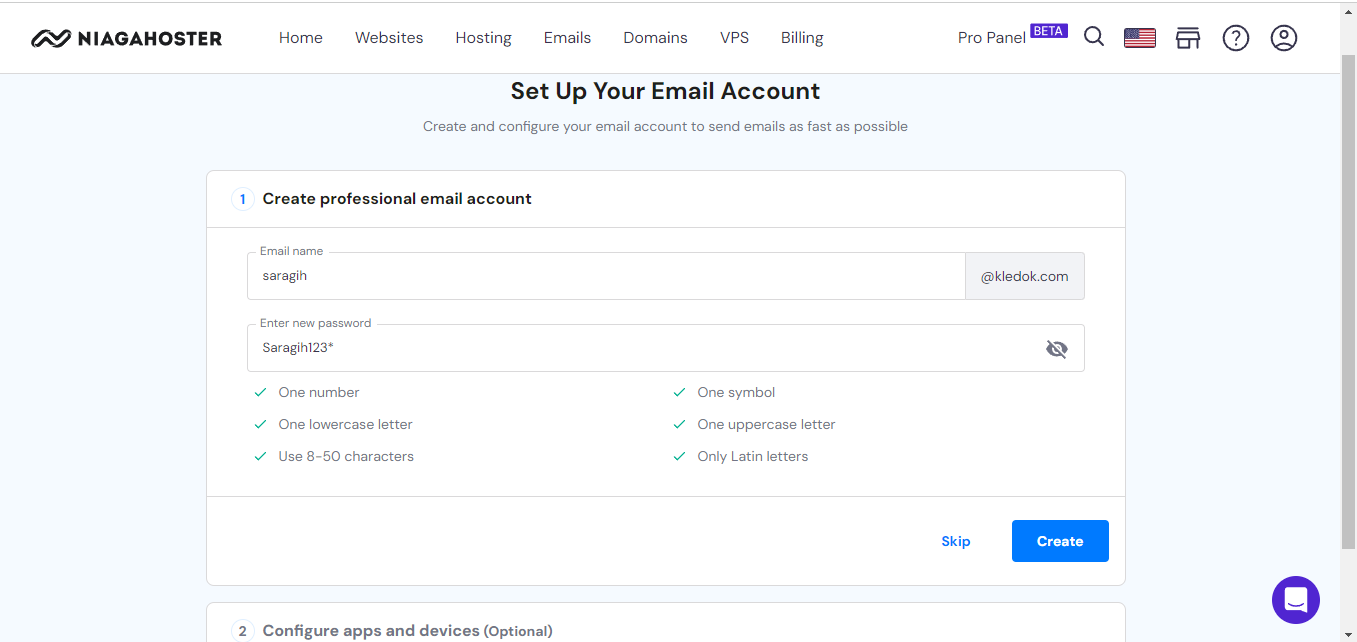 NIAGAHOSTER Home Websites Hosting Emails Domains VPS Billing Pro Panel BETA
Set Up Your Email Account
Create and configure your email account to send emails as fast as possible
1 Create professional email account
Email name
saragih @kledok.com
Enter new password
Saragih123*
One number One symbol
One lowercase letter One uppercase letter
Use 8-50 characters Only Latin letters
Skip Create
2 Configure apps and devices (Optional)